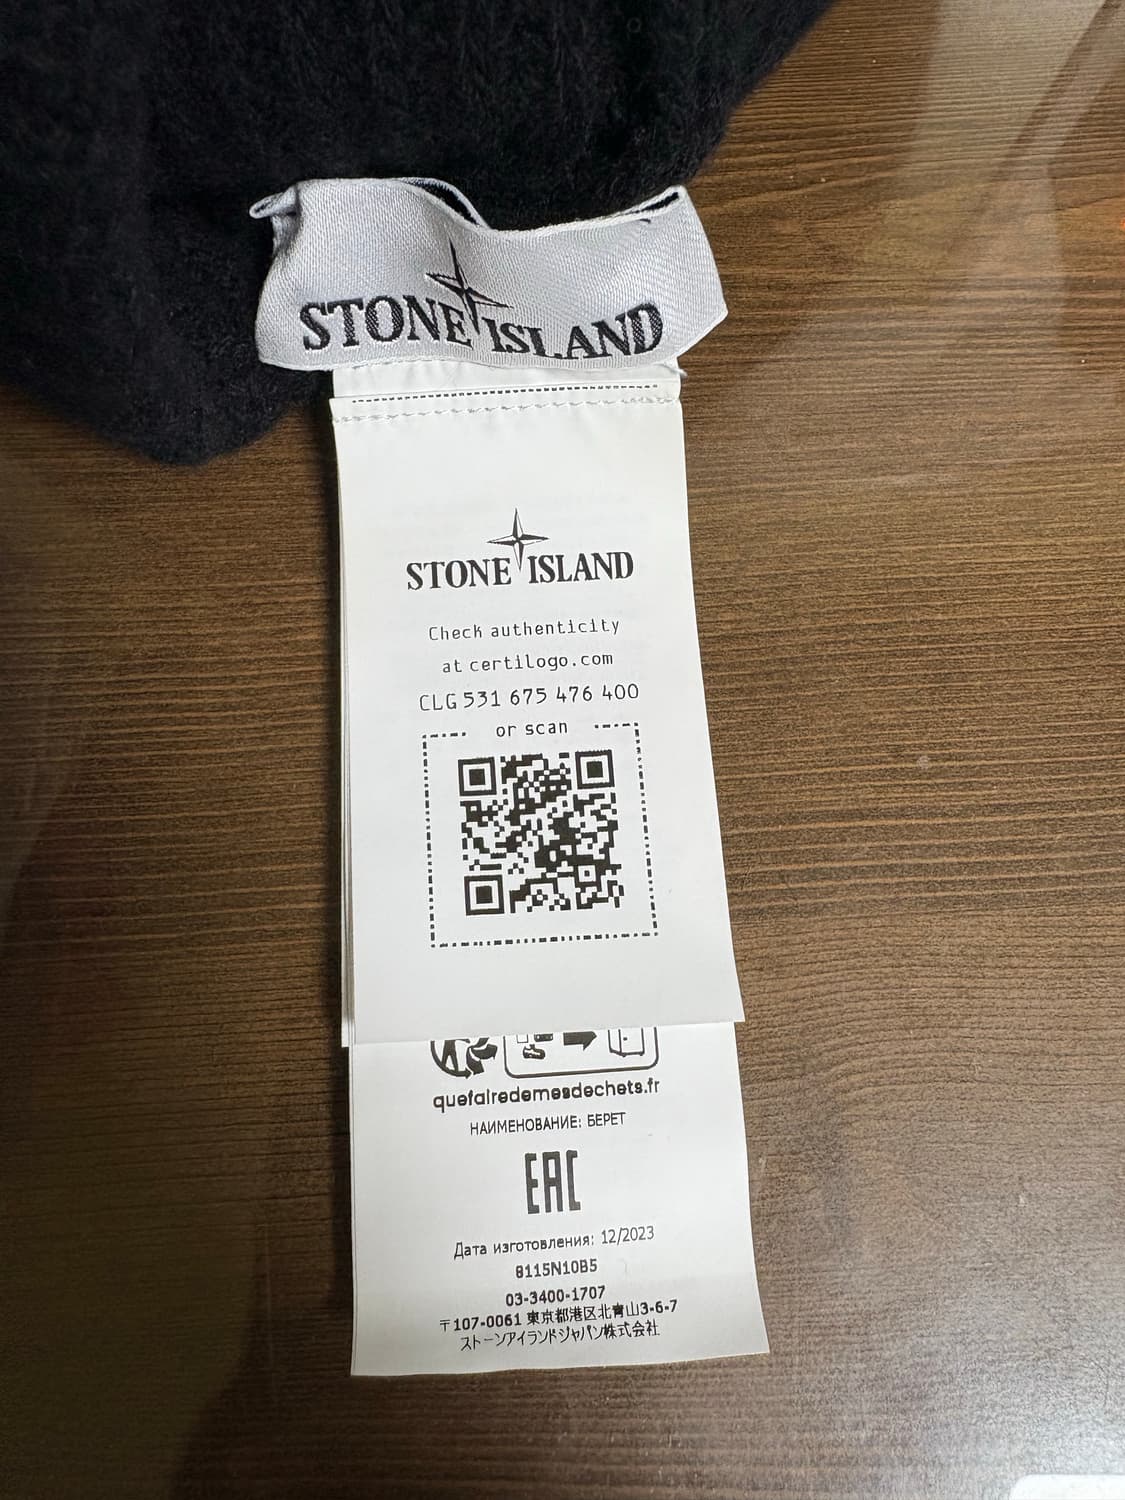 STONE ISLAND
STONE ISLAND
Check authenticity
at certilogo.com
CLG 531 675 476 400
or scan
quefairedemesdechets.fr
НАИМЕНОВАНИЕ: БЕРЕТ
EAC
Дата изготовления: 12/2023
8115N10B5
03-3400-1707
〒107-0061 東京都港区北青山3-6-7
ストーンアイランドジャパン株式会社